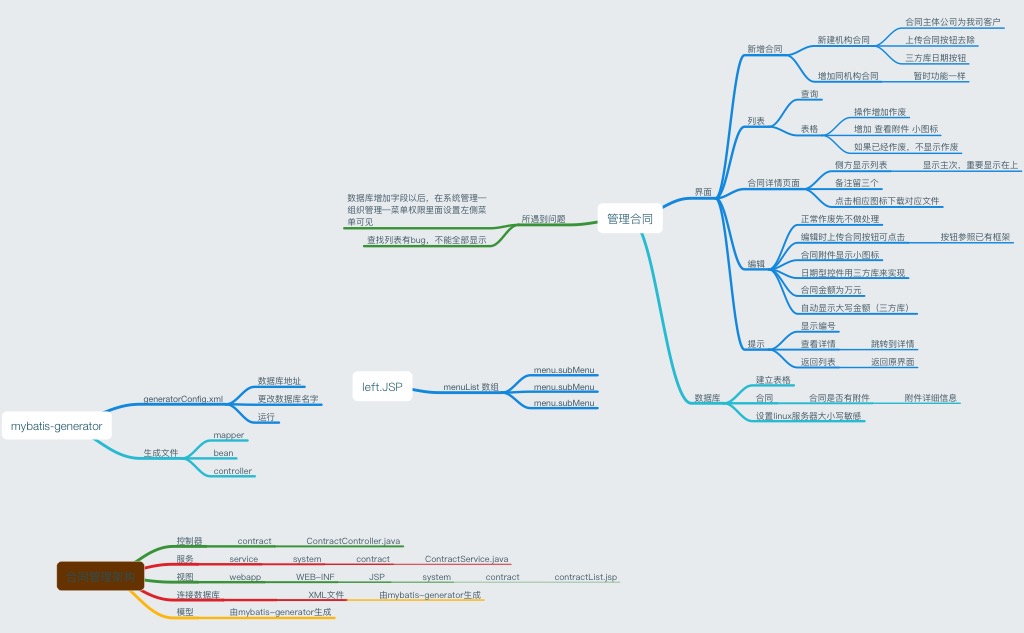 管理合同
界面
新增合同
新建机构合同
合同主体公司为我司客户
上传合同按钮去除
三方库日期按钮
增加同机构合同
暂时功能一样
列表
查询
表格
操作增加作废
增加 查看附件 小图标
如果已经作废，不显示作废
合同详情页面
侧方显示列表
显示主次，重要显示在上
备注留三个
点击相应图标下载对应文件
编辑
正常作废先不做处理
编辑时上传合同按钮可点击
按钮参照已有框架
合同附件显示小图标
日期型控件用三方库来实现
合同金额为万元
自动显示大写金额（三方库）
提示
显示编号
查看详情
跳转到详情
返回列表
返回原界面
数据库
建立表格
合同
合同是否有附件
附件详细信息
设置linux服务器大小写敏感
所遇到问题
数据库增加字段以后，在系统管理—
组织管理—菜单权限里面设置左侧菜
单可见
查找列表有bug，不能全部显示
left.JSP
menuList 数组
menu.subMenu
menu.subMenu
menu.subMenu
mybatis-generator
generatorConfig.xml
数据库地址
更改数据库名字
运行
生成文件
mapper
bean
controller
控制器
contract
ContractController.java
服务
service
system
contract
ContractService.java
视图
webapp
WEB-INF
JSP
system
contract
contractList.jsp
连接数据库
XML文件
由mybatis-generator生成
模型
由mybatis-generator生成